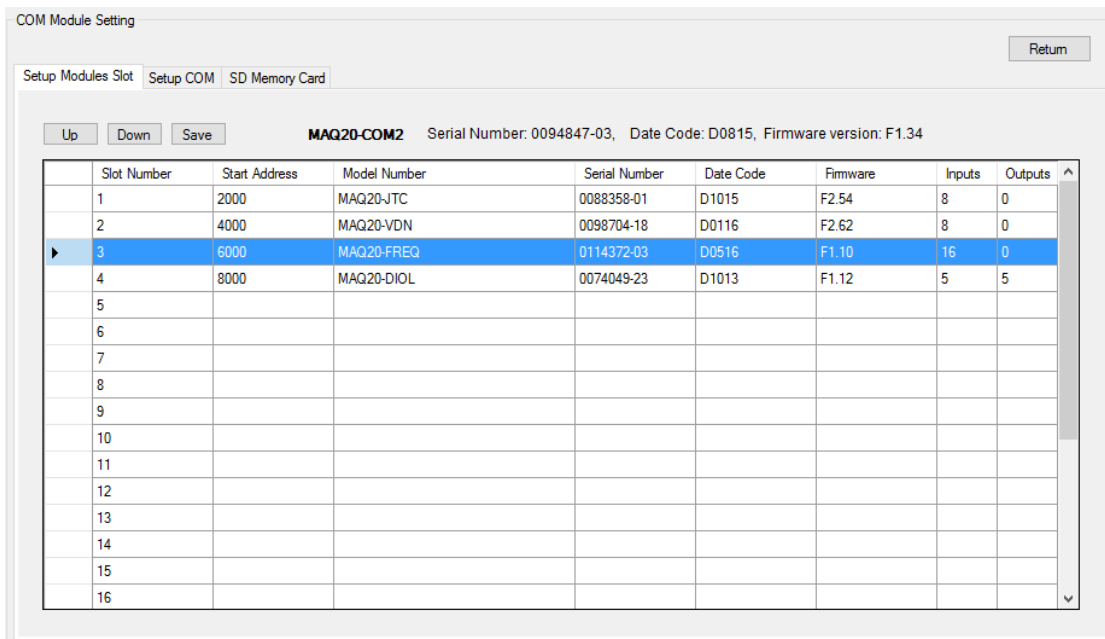 COM Module Setting
Return
Setup Modules Slot Setup COM SD Memory Card
Up Down Save MAQ20-COM2 Serial Number: 0094847-03, Date Code: D0815, Firmware version: F1.34
Slot Number Start Address Model Number Serial Number Date Code Firmware Inputs Outputs
1 2000 MAQ20-JTC 0088358-01 D1015 F2.54 8 0
2 4000 MAQ20-VDN 0098704-18 D0116 F2.62 8 0
3 6000 MAQ20-FREQ 0114372-03 D0516 F1.10 16 0
4 8000 MAQ20-DIOL 0074049-23 D1013 F1.12 5 5
5
6
7
8
9
10
11
12
13
14
15
16